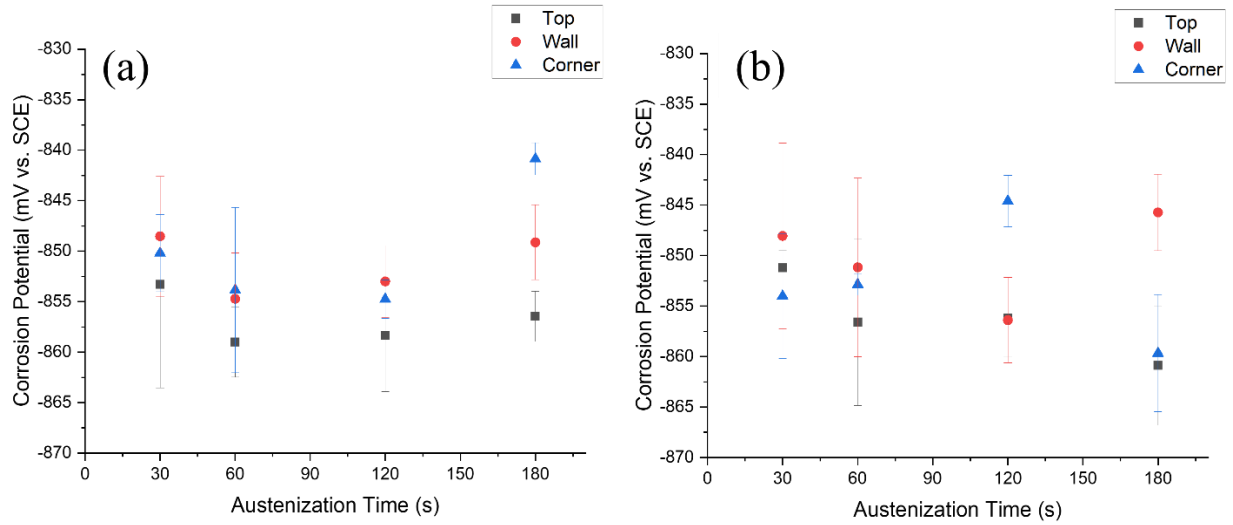 Top
Wall
Corner
(a)
-830
-835
-840
-845
-850
-855
-860
-865
-870
Corrosion Potential (mV vs. SCE)
0 30 60 90 120 150 180
Austenization Time (s)
Top
Wall
Corner
(b)
-830
-835
-840
-845
-850
-855
-860
-865
-870
Corrosion Potential (mV vs. SCE)
0 30 60 90 120 150 180
Austenization Time (s)